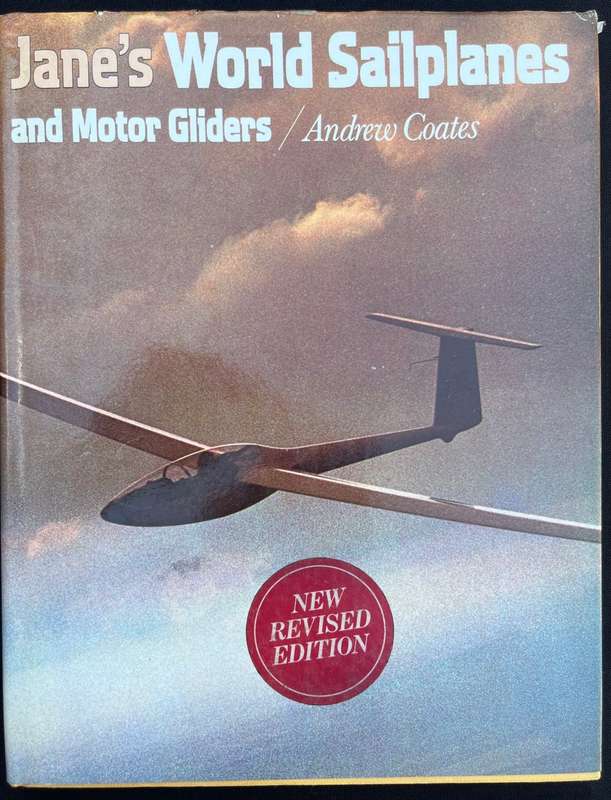 Jane's World Sailplanes
and Motor Gliders / Andrew Coates
NEW
REVISED
EDITION